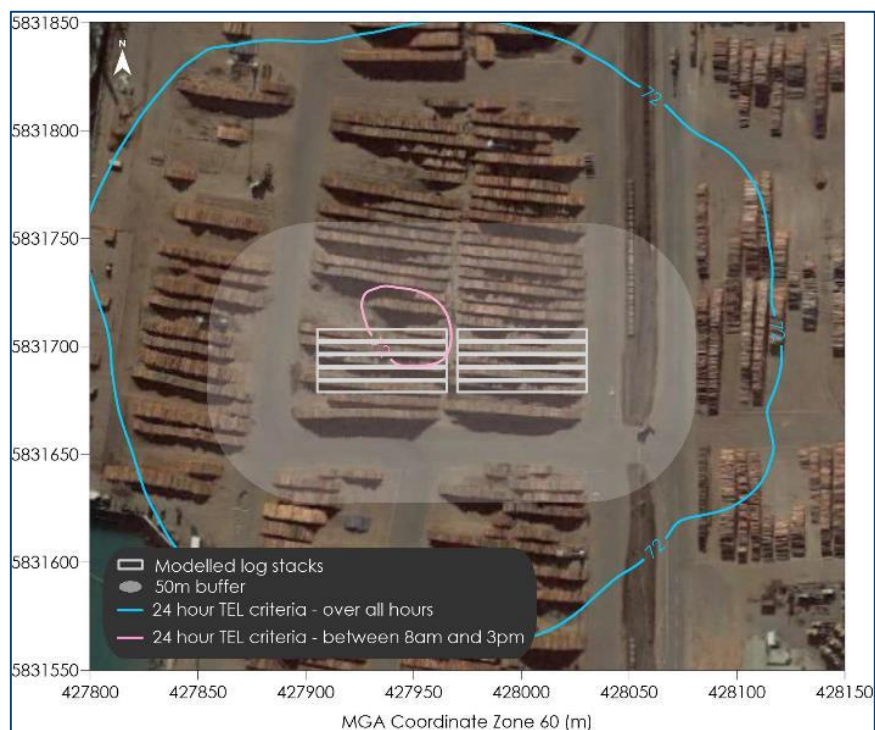 5831850
N
72
5831800
5831750
72
5831700
72
5831650
5831600
72
Modelled log stacks
50m buffer
24 hour TEL criteria - over all hours
24 hour TEL criteria - between 8am and 3pm
5831550
427800 427850 427900 427950 428000 428050 428100 428150
MGA Coordinate Zone 60 (m)